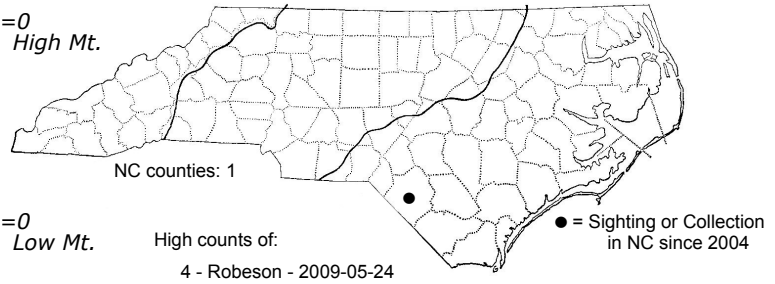 =0
High Mt.
NC counties: 1
=0
Low Mt.
High counts of:
4 - Robeson - 2009-05-24
● = Sighting or Collection
in NC since 2004